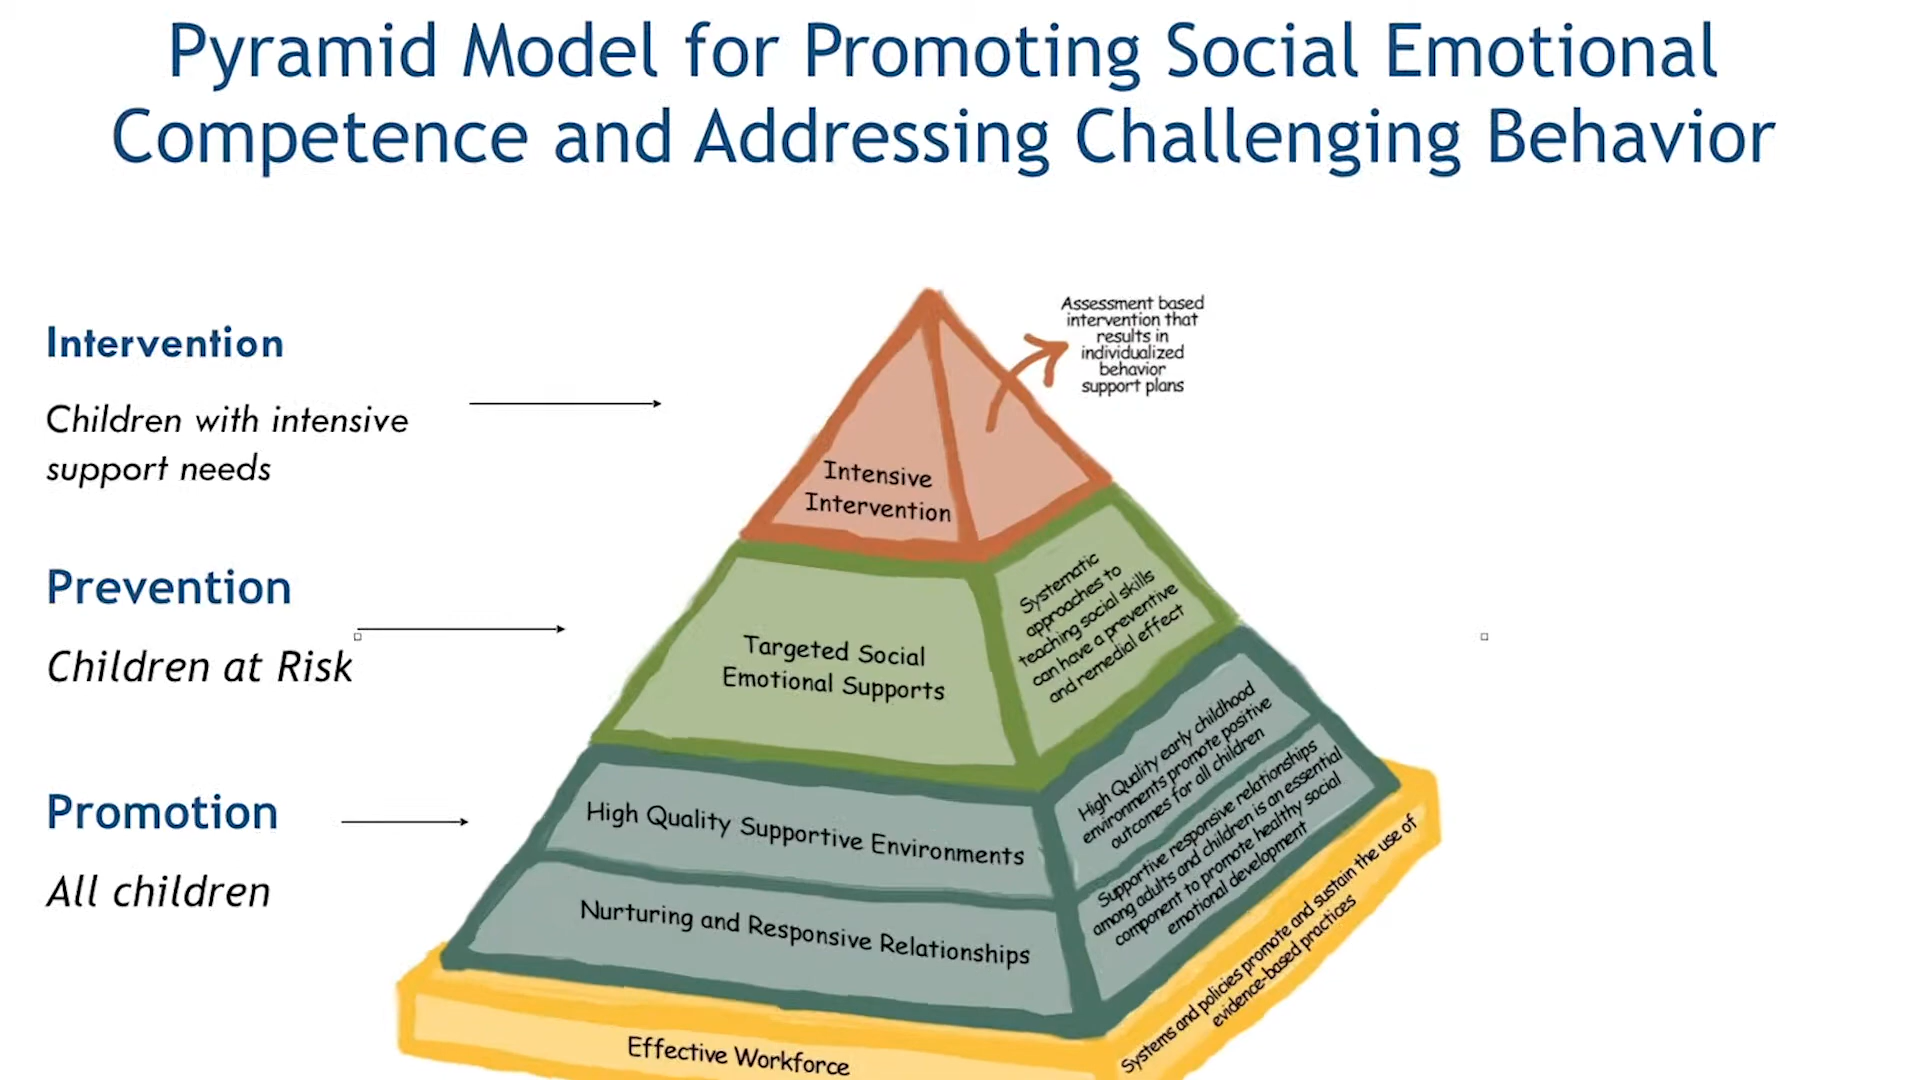 Pyramid Model for Promoting Social Emotional
Competence and Addressing Challenging Behavior
Intervention
Children with intensive
support needs
Prevention
Children at Risk
Promotion
All children
Assessment based
intervention that
results in
individualized
behavior
support plans
Intensive
Intervention
Systematic
approaches to
teaching social skills
can have a preventive
and remedial effect
Targeted Social
Emotional Supports
High Quality early childhood
environments promote positive
outcomes for all children
High Quality Supportive Environments
Supportive responsive relationships
among adults and children is an essential
component to promote healthy social
emotional development
Nurturing and Responsive Relationships
Systems and policies promote and sustain the use of
evidence-based practices
Effective Workforce